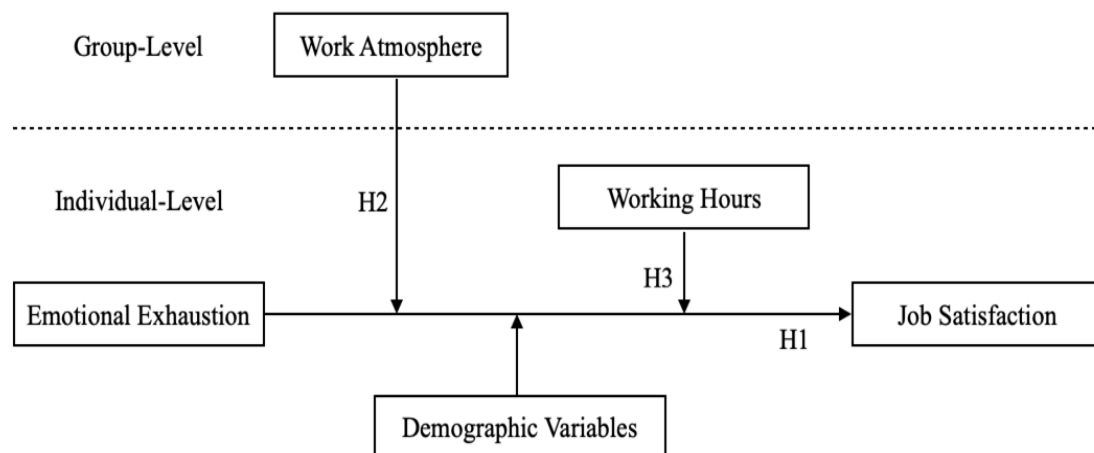 Group-Level
Work Atmosphere
Individual-Level
H2
Working Hours
H3
Emotional Exhaustion
Job Satisfaction
H1
Demographic Variables